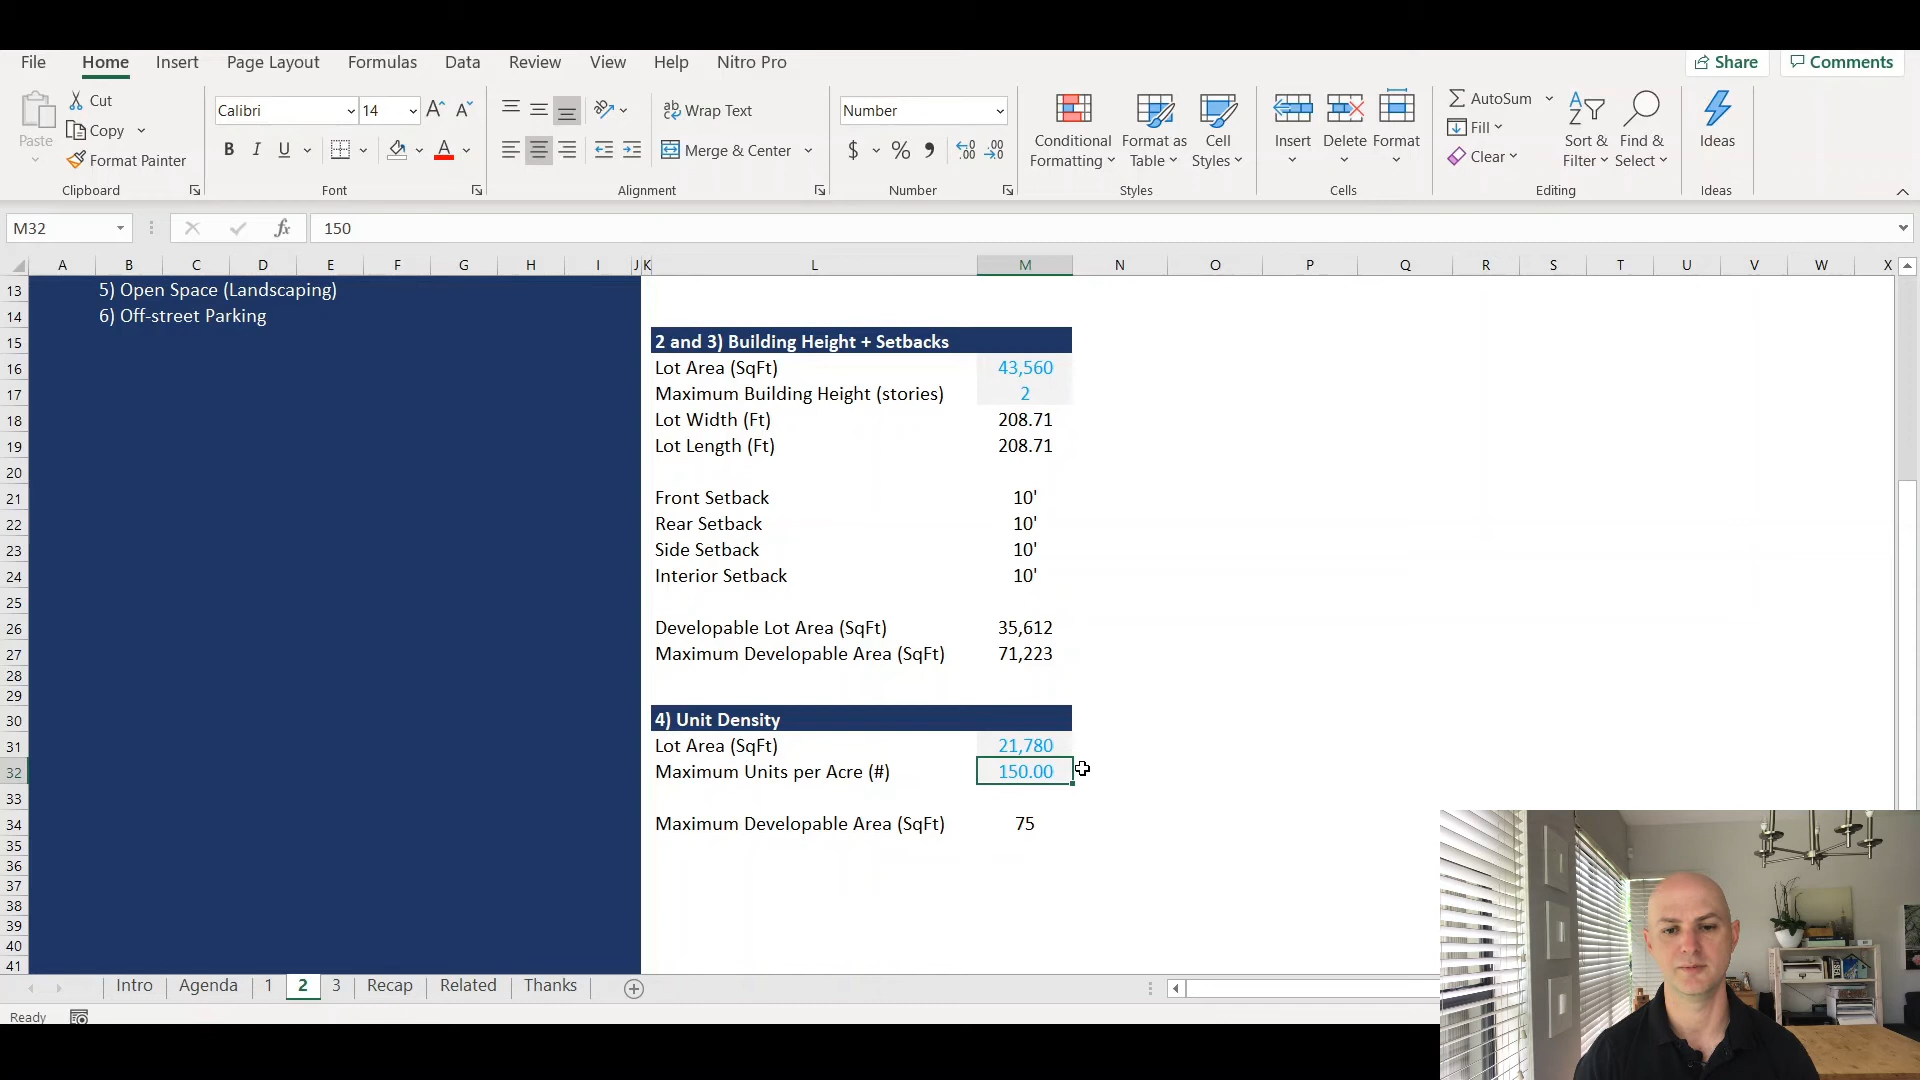 File Home Insert Page Layout Formulas Data Review View Help Nitro Pro Share Comments
Paste Cut Copy Format Painter
Calibri 14
B I U A
Wrap Text
Merge & Center
Number
$ %
Conditional Formatting
Format as Table
Cell Styles
Insert Delete Format
AutoSum
Fill
Clear
Sort & Filter
Find & Select
Ideas
Clipboard Font Alignment Number Styles Cells Editing Ideas
M32 fx 150
A B C D E F G H I J K L M N O P Q R S T U V W X
13 5) Open Space (Landscaping)
14 6) Off-street Parking
15 2 and 3) Building Height + Setbacks
16 Lot Area (SqFt) 43,560
17 Maximum Building Height (stories) 2
18 Lot Width (Ft) 208.71
19 Lot Length (Ft) 208.71
20
21 Front Setback 10'
22 Rear Setback 10'
23 Side Setback 10'
24 Interior Setback 10'
25
26 Developable Lot Area (SqFt) 35,612
27 Maximum Developable Area (SqFt) 71,223
28
29
30 4) Unit Density
31 Lot Area (SqFt) 21,780
32 Maximum Units per Acre (#) 150.00
33
34 Maximum Developable Area (SqFt) 75
35
36
37
38
39
40
41
Intro Agenda 1 2 3 Recap Related Thanks
Ready